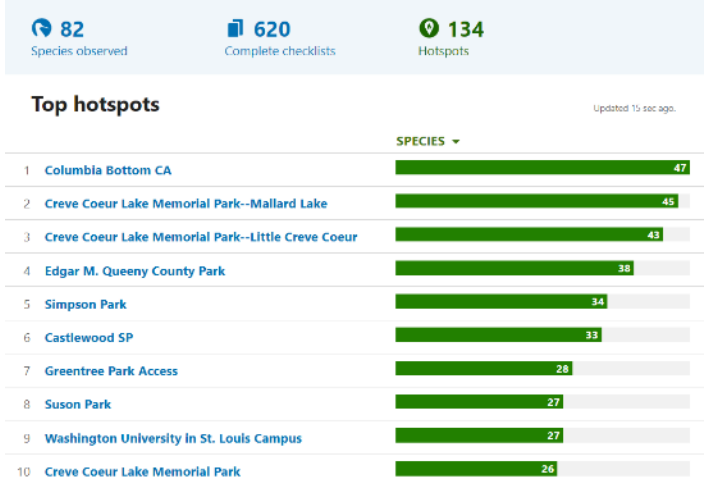 82
Species observed
620
Complete checklists
134
Hotspots
Top hotspots
Updated 15 sec ago.
SPECIES
1 Columbia Bottom CA 47
2 Creve Coeur Lake Memorial Park--Mallard Lake 45
3 Creve Coeur Lake Memorial Park--Little Creve Coeur 43
4 Edgar M. Queeny County Park 38
5 Simpson Park 34
6 Castlewood SP 33
7 Greentree Park Access 28
8 Suson Park 27
9 Washington University in St. Louis Campus 27
10 Creve Coeur Lake Memorial Park 26